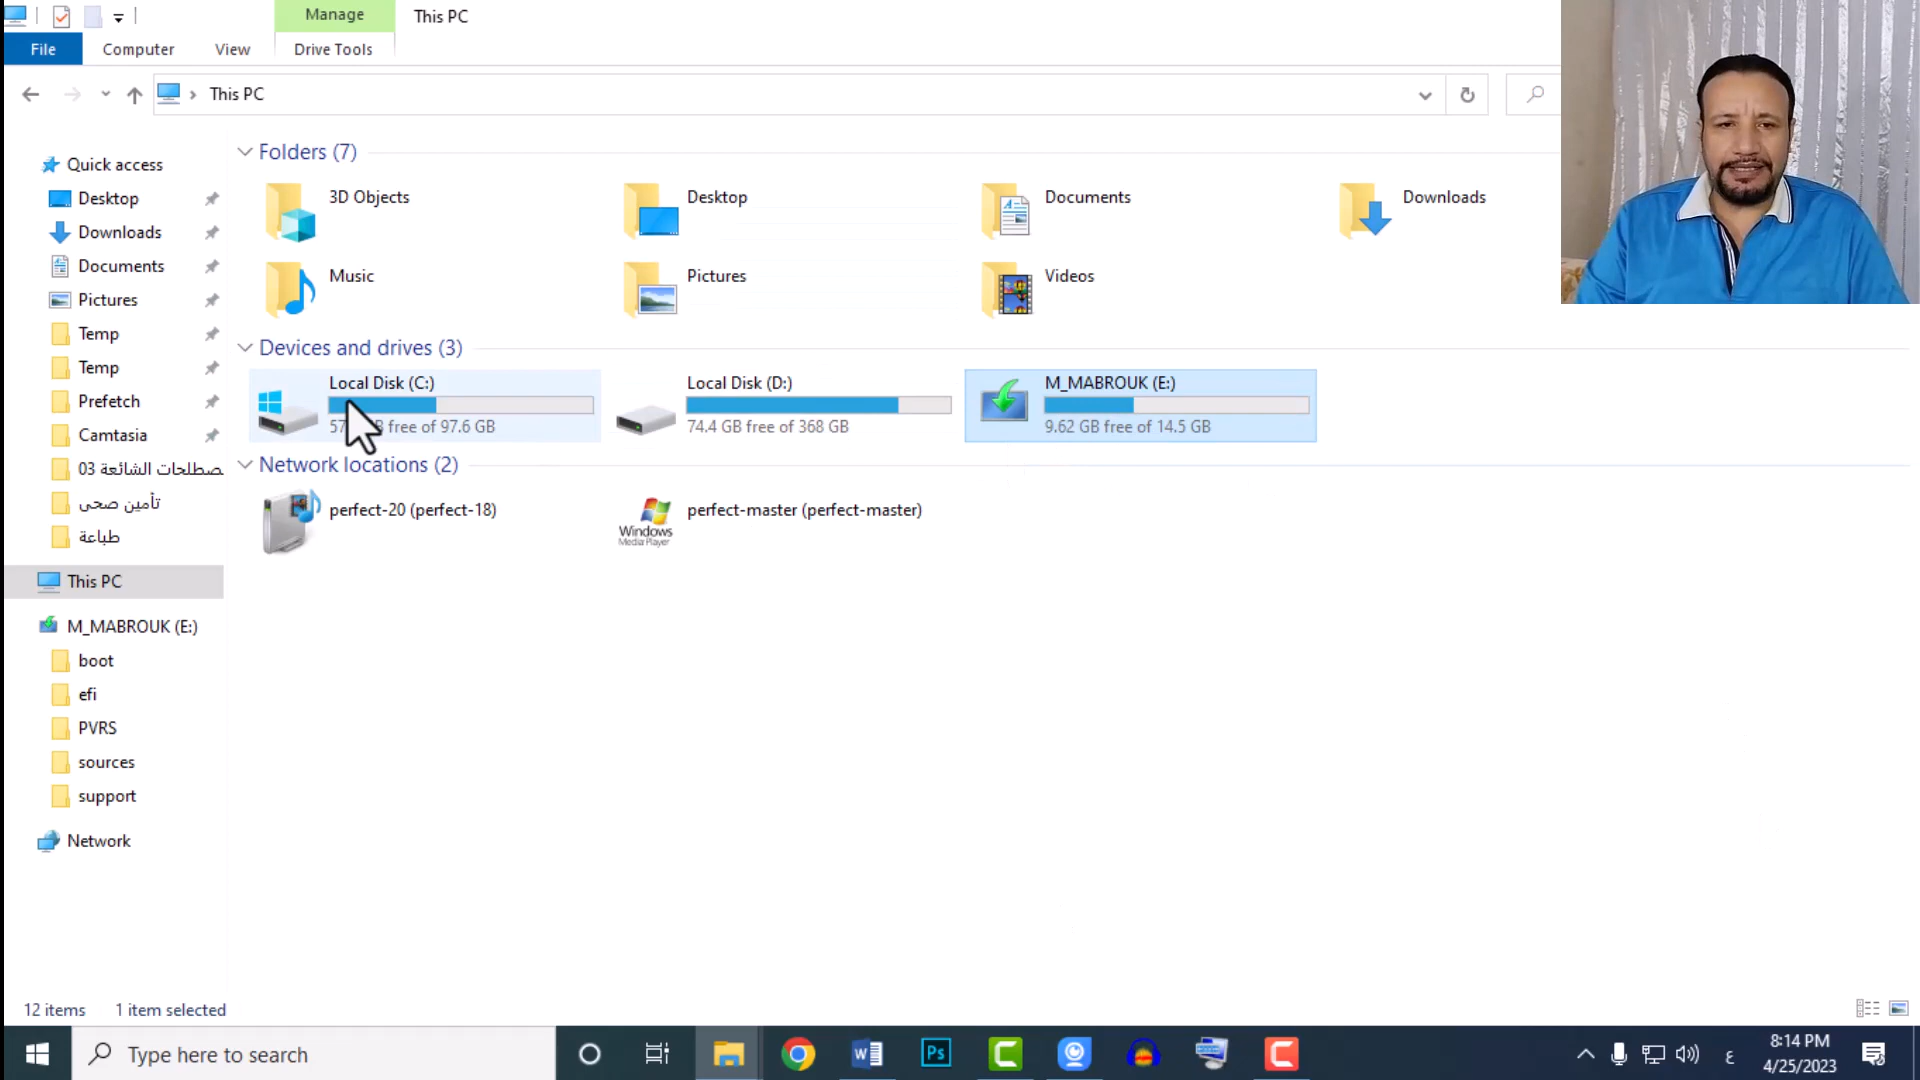 Manage
This PC
File
Computer
View
Drive Tools
This PC
Quick access
Desktop
Downloads
Documents
Pictures
Temp
Temp
Prefetch
Camtasia
03 صطلحات الشائعة
تأمين صحى
طباعة
This PC
M_MABROUK (E:)
boot
efi
PVRS
sources
support
Network
Folders (7)
3D Objects
Desktop
Documents
Downloads
Music
Pictures
Videos
Devices and drives (3)
Local Disk (C:)
free of 97.6 GB
Local Disk (D:)
74.4 GB free of 368 GB
M_MABROUK (E:)
9.62 GB free of 14.5 GB
Network locations (2)
perfect-20 (perfect-18)
perfect-master (perfect-master)
Windows
Media Player
12 items
1 item selected
Type here to search
Ps
ع
8:14 PM
4/25/2023